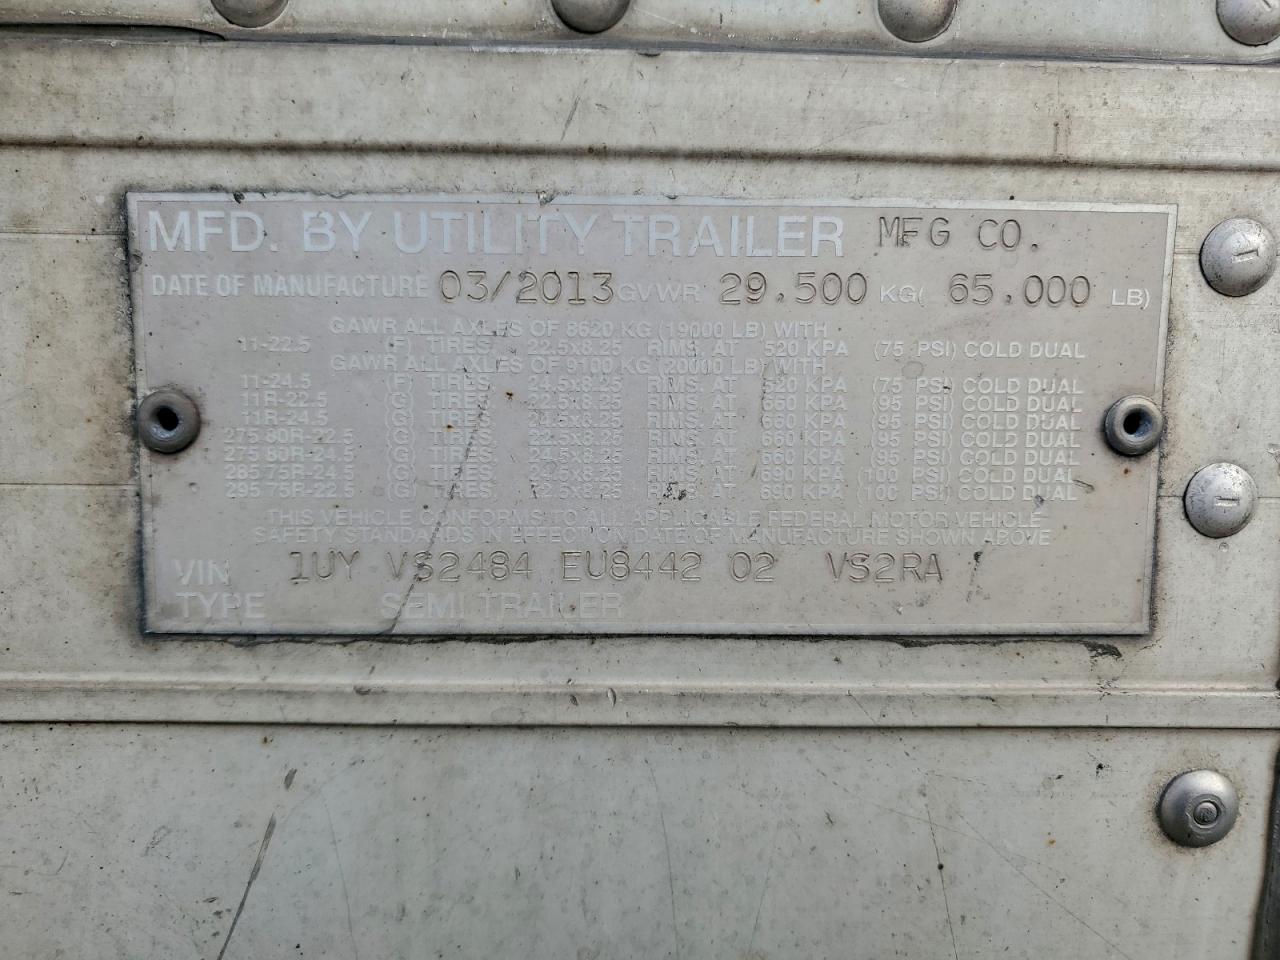 MFD. BY UTILITY TRAILER MFG CO.
DATE OF MANUFACTURE 03/2013 GVWR 29.500 KG( 65.000 LB)
GAWR ALL AXLES OF 8620 KG (19000 LB) WITH
11-22.5 (F) TIRES, 22.5x8.25 RIMS, AT 520 KPA (75 PSI) COLD DUAL
GAWR ALL AXLES OF 9100 KG (20000 LB) WITH
11-24.5 (F) TIRES, 24.5x8.25 RIMS, AT 520 KPA (75 PSI) COLD DUAL
11R-22.5 (G) TIRES, 22.5x8.25 RIMS, AT 660 KPA (95 PSI) COLD DUAL
11R-24.5 (G) TIRES, 24.5x8.25 RIMS, AT 660 KPA (95 PSI) COLD DUAL
275 80R-22.5 (G) TIRES, 22.5x8.25 RIMS, AT 660 KPA (95 PSI) COLD DUAL
275 80R-24.5 (G) TIRES, 24.5x8.25 RIMS, AT 660 KPA (95 PSI) COLD DUAL
285 75R-24.5 (G) TIRES, 24.5x8.25 RIMS, AT 690 KPA (100 PSI) COLD DUAL
295 75R-22.5 (G) TIRES, 22.5x8.25 RIMS, AT 690 KPA (100 PSI) COLD DUAL
THIS VEHICLE CONFORMS TO ALL APPLICABLE FEDERAL MOTOR VEHICLE
SAFETY STANDARDS IN EFFECT ON DATE OF MANUFACTURE SHOWN ABOVE
VIN 1UY VS2484 EU8442 02 VS2RA
TYPE SEMI TRAILER